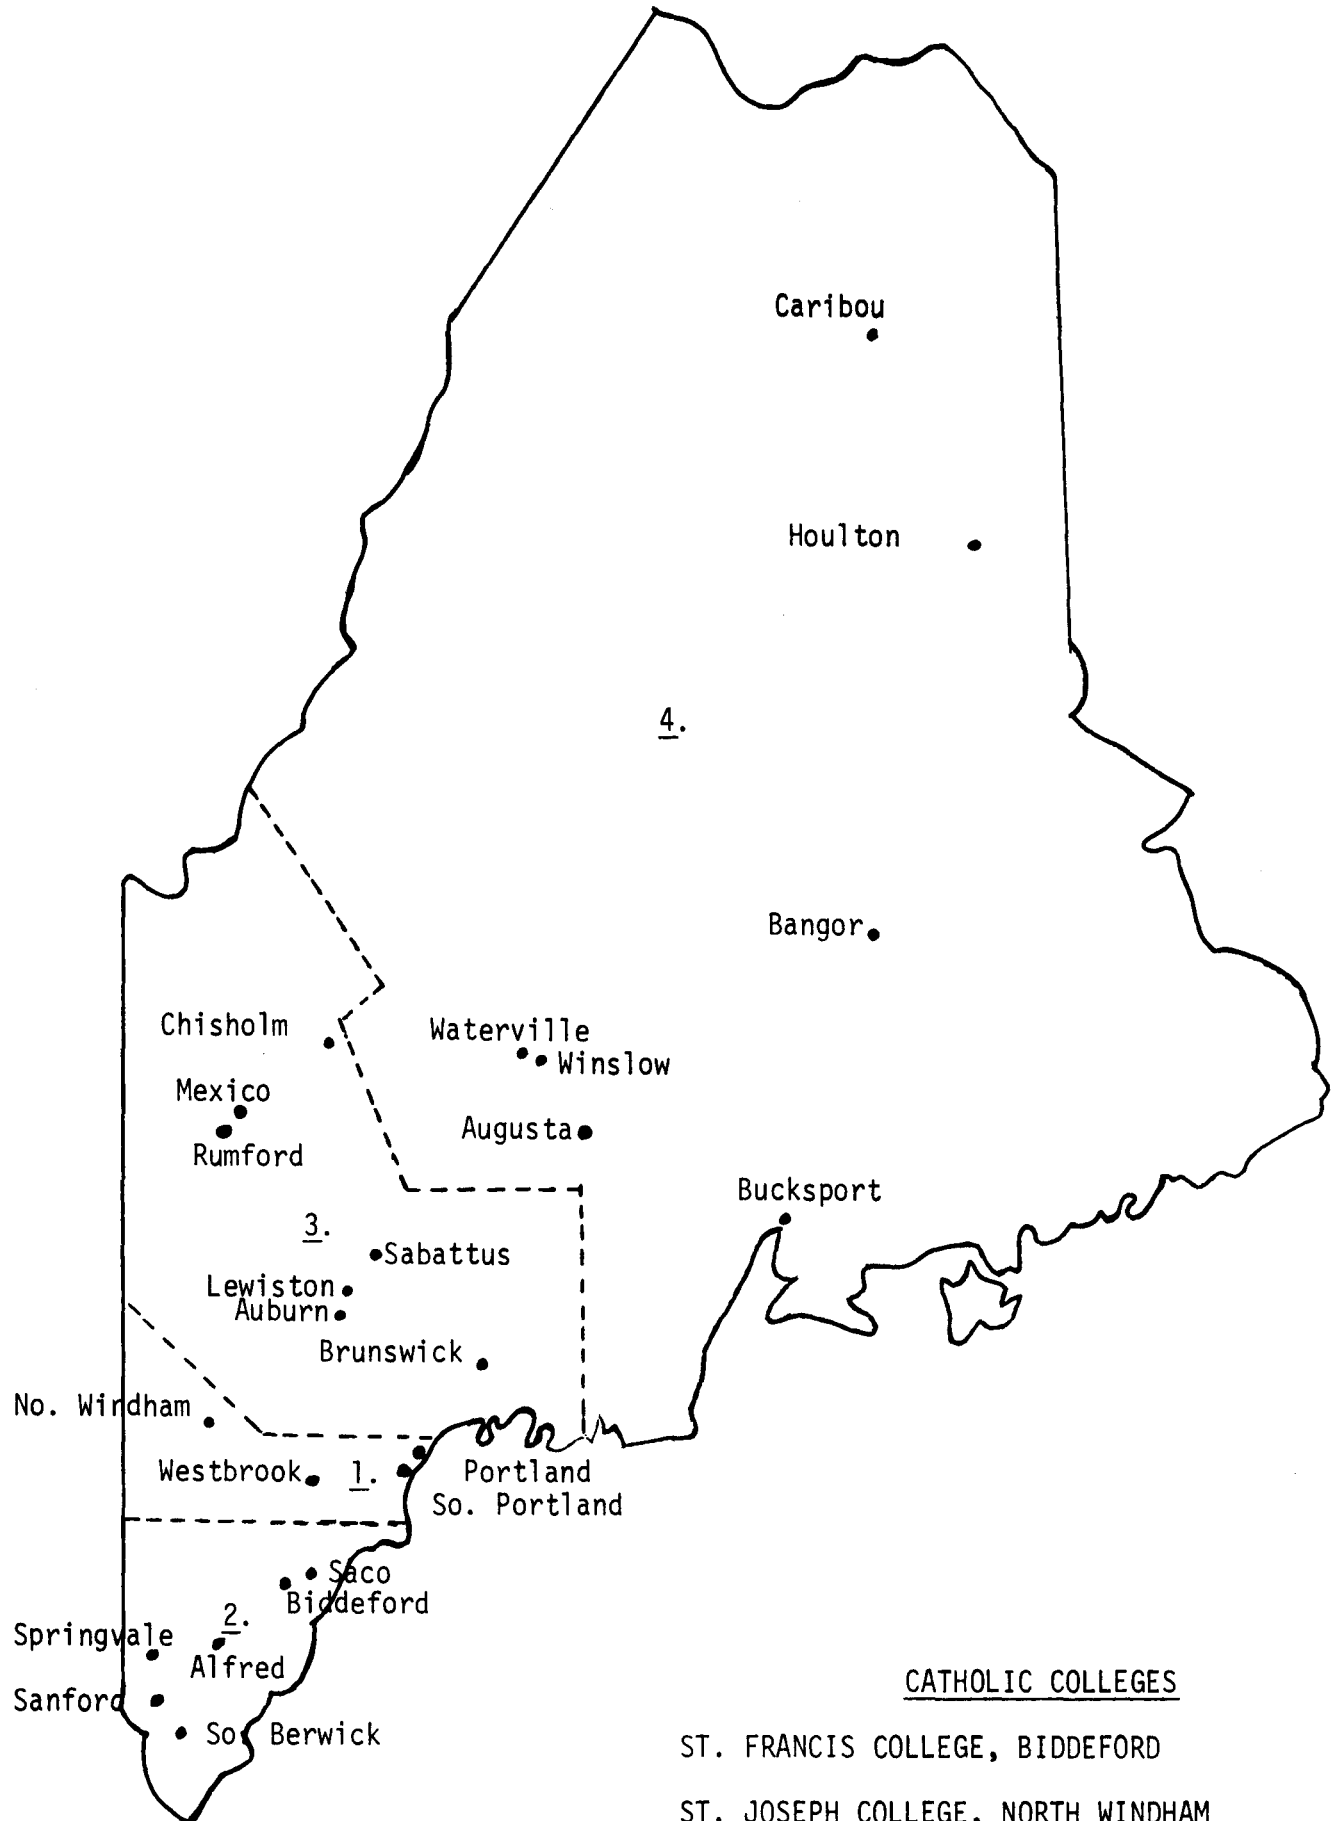 Caribou
Houlton
4.
Bangor
Chisholm
Waterville
Winslow
Mexico
Augusta
Rumford
Bucksport
3.
Sabattus
Lewiston
Auburn
Brunswick
No. Windham
Westbrook
1.
Portland
So. Portland
Saco
Biddeford
2.
Springvale
Alfred
Sanford
So. Berwick
CATHOLIC COLLEGES
ST. FRANCIS COLLEGE, BIDDEFORD
ST. JOSEPH COLLEGE, NORTH WINDHAM